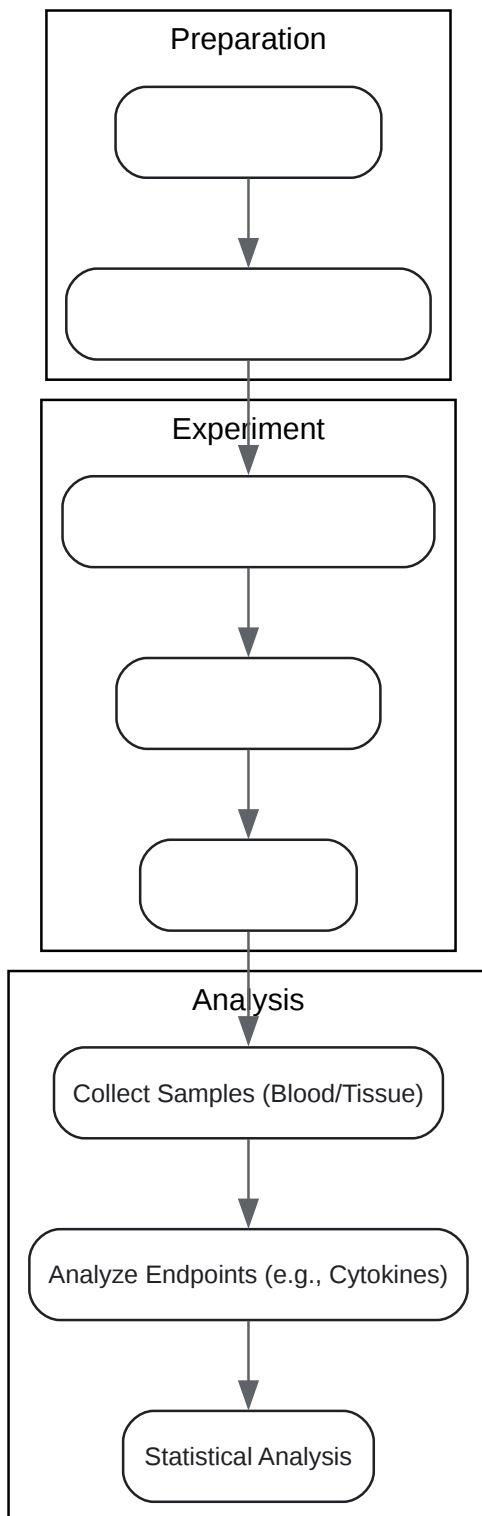 Preparation
Experiment
Analysis
Collect Samples (Blood/Tissue)
Analyze Endpoints (e.g., Cytokines)
Statistical Analysis